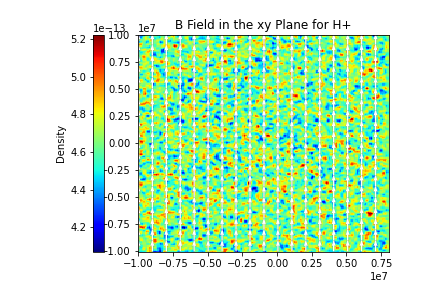 B Field in the xy Plane for H+
1e−13
1e7
5.2
5.0
4.8
4.6
4.4
4.2
Density
1.00
0.75
0.50
0.25
0.00
−0.25
−0.50
−0.75
−1.00
−1.00 −0.75 −0.50 −0.25 0.00 0.25 0.50 0.75
1e7